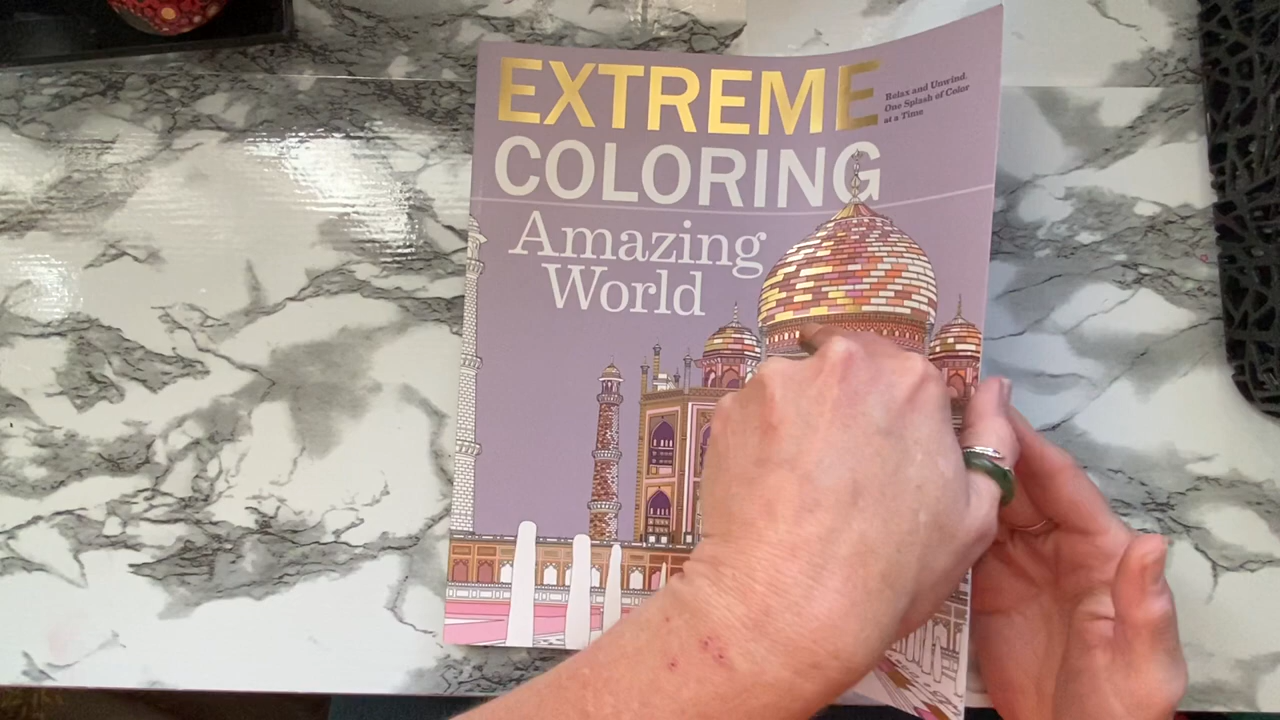 EXTREME
COLORING
Amazing
World
Relax and Unwind,
One Splash of Color
at a Time